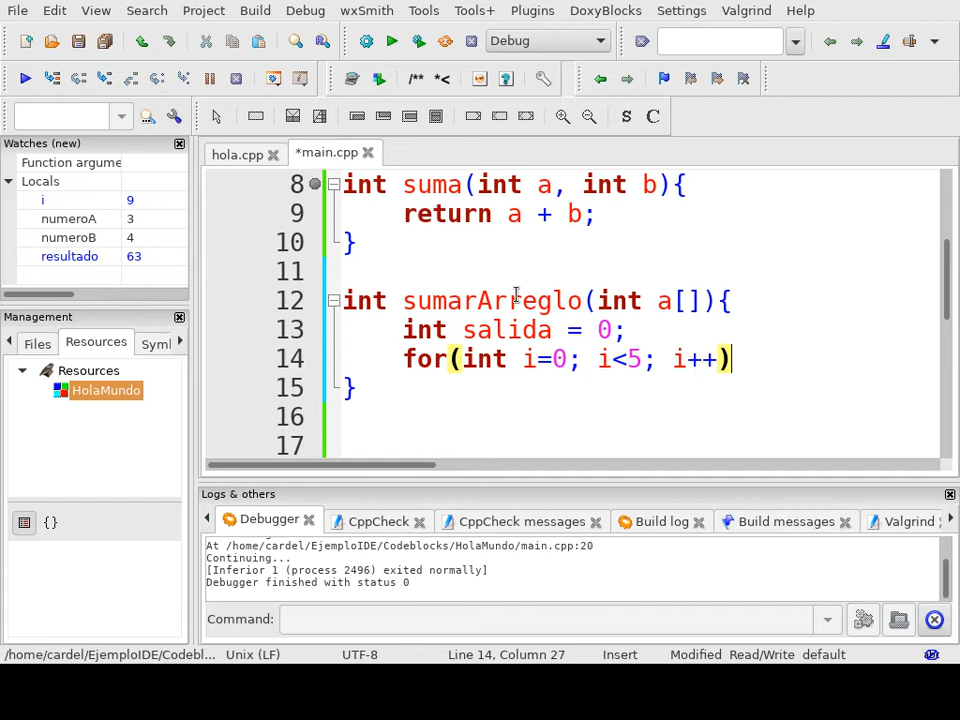 File Edit View Search Project Build Debug wxSmith Tools Tools+ Plugins DoxyBlocks Settings Valgrind Help
Debug
/** *<
S C
Watches (new)
hola.cpp *main.cpp
Function argume
Locals
i 9
numeroA 3
numeroB 4
resultado 63
8 int suma(int a, int b){
9 return a + b;
10 }
11
12 int sumarArreglo(int a[]){
13 int salida = 0;
14 for(int i=0; i<5; i++)
15 }
16
17
Management
Files Resources Symb
Resources
HolaMundo
{}
Logs & others
Debugger CppCheck CppCheck messages Build log Build messages Valgrind
At /home/cardel/EjemploIDE/Codeblocks/HolaMundo/main.cpp:20
Continuing...
[Inferior 1 (process 2496) exited normally]
Debugger finished with status 0
Command:
/home/cardel/EjemploIDE/Codebl... Unix (LF) UTF-8 Line 14, Column 27 Insert Modified Read/Write default